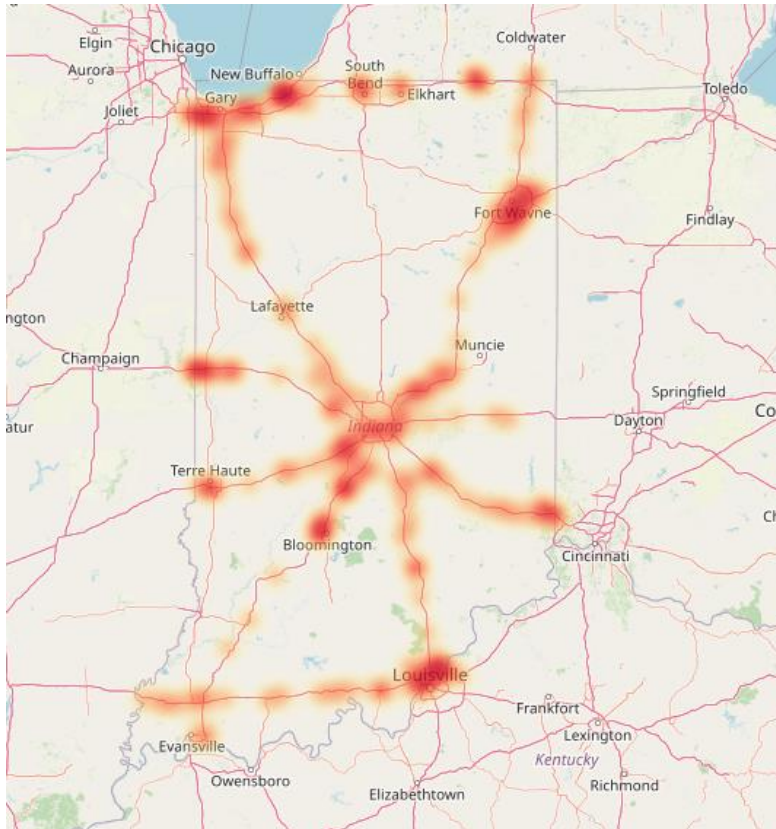 Elgin
Chicago
Coldwater
Aurora
New Buffalo
South
Bend
Elkhart
Toledo
Gary
Joliet
Fort Wayne
Findlay
Lafayette
ngton
Muncie
Champaign
Springfield
Co
Dayton
atur
Indiana
Terre Haute
Ch
Bloomington
Cincinnati
Louisville
Frankfort
Lexington
Evansville
Kentucky
Owensboro
Richmond
Elizabethtown